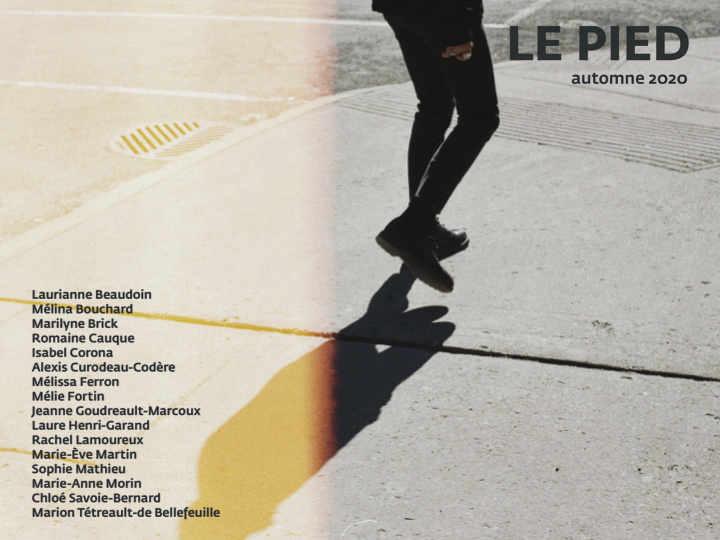 LE PIED
automne 2020
Laurianne Beaudoin
Mélina Bouchard
Marilyne Brick
Romaine Cauque
Isabel Corona
Alexis Curodeau-Codère
Mélissa Ferron
Mélie Fortin
Jeanne Goudreault-Marcoux
Laure Henri-Garand
Rachel Lamoureux
Marie-Ève Martin
Sophie Mathieu
Marie-Anne Morin
Chloé Savoie-Bernard
Marion Tétreault-de Bellefeuille